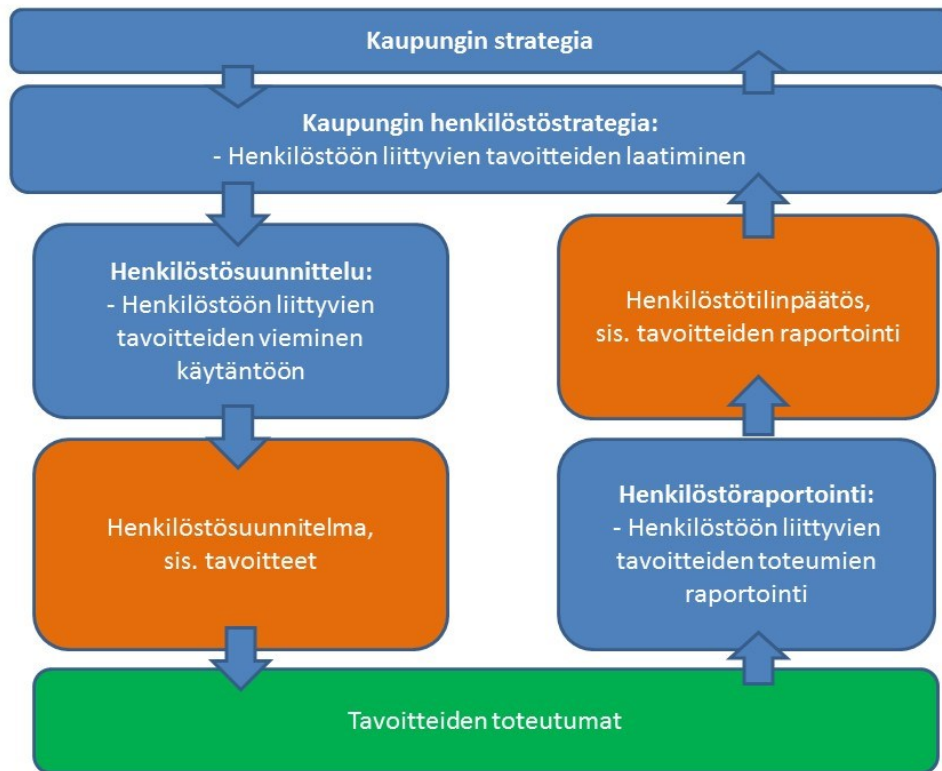 Kaupungin strategia
Kaupungin henkilöstöstrategia:
- Henkilöstöön liittyvien tavoitteiden laatiminen
Henkilöstösuunnittelu:
- Henkilöstöön liittyvien
tavoitteiden vieminen
käytäntöön
Henkilöstösuunnitelma,
sis. tavoitteet
Henkilöstötilinpäätös,
sis. tavoitteiden raportointi
Henkilöstöraportointi:
- Henkilöstöön liittyvien
tavoitteiden toteumien
raportointi
Tavoitteiden toteutumat